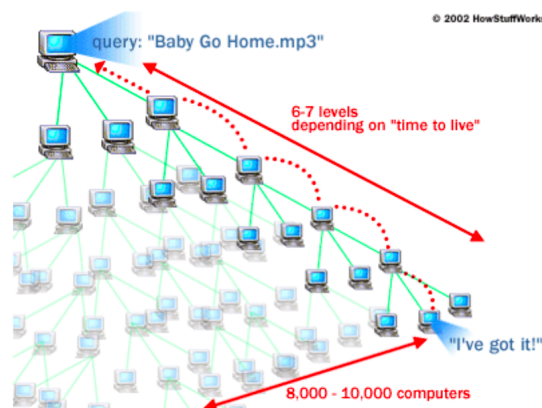 © 2002 HowStuffWorks
query: "Baby Go Home.mp3"
6-7 levels
depending on "time to live"
"I've got it!"
8,000 - 10,000 computers